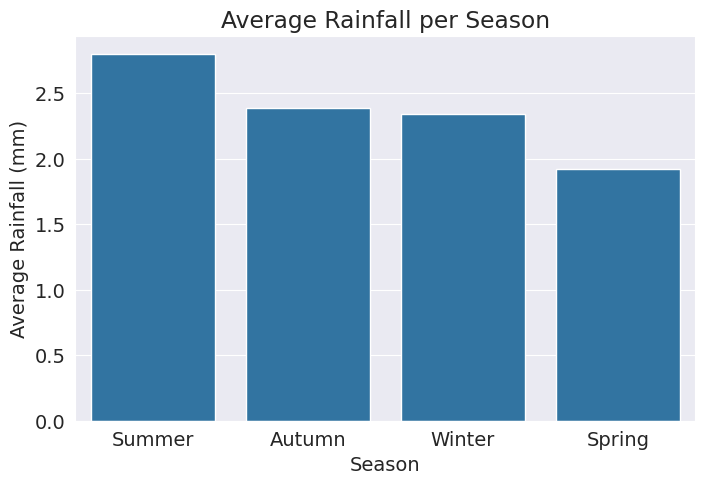 Average Rainfall per Season
Average Rainfall (mm)
2.5
2.0
1.5
1.0
0.5
0.0
Summer Autumn Winter Spring
Season